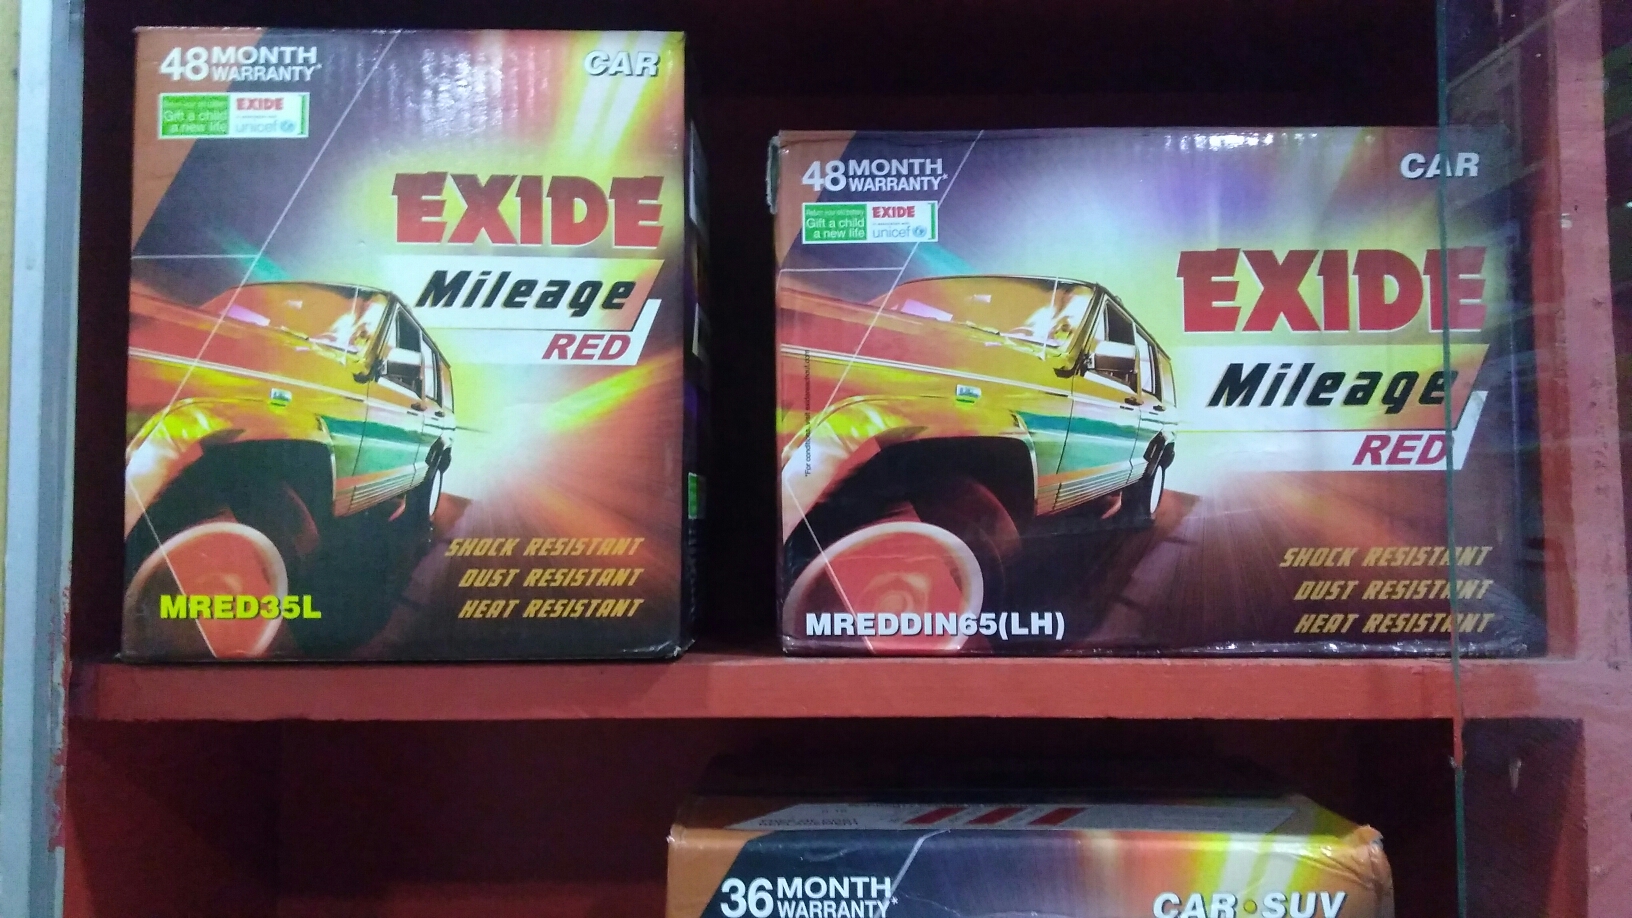 48 MONTH WARRANTY*
CAR
Gift a child
a new life
EXIDE
unicef
EXIDE
Mileage
RED
SHOCK RESISTANT
DUST RESISTANT
HEAT RESISTANT
MRED35L
48 MONTH WARRANTY*
CAR
Gift a child
a new life
EXIDE
unicef
EXIDE
Mileage
RED
SHOCK RESISTANT
DUST RESISTANT
HEAT RESISTANT
MREDDIN65(LH)
36 MONTH WARRANTY*
CAR•SUV